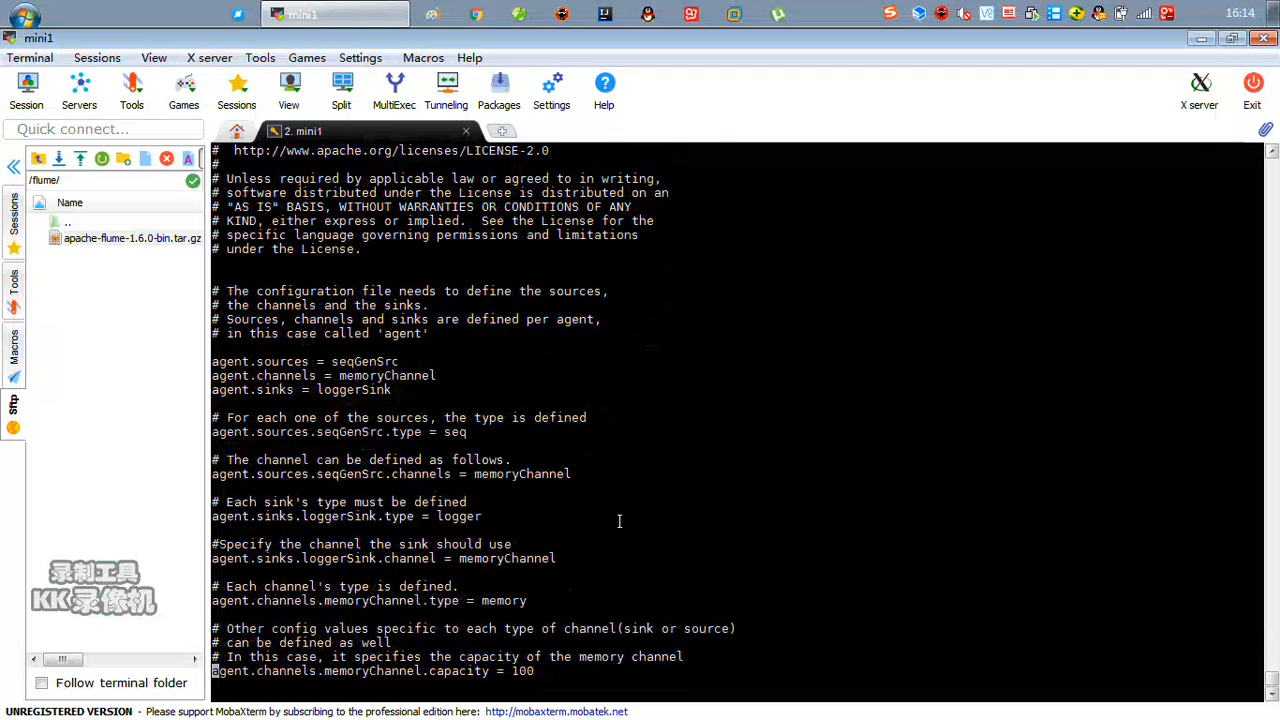 mini1
16:14
mini1
Terminal Sessions View X server Tools Games Settings Macros Help
Session Servers Tools Games Sessions View Split MultiExec Tunneling Packages Settings Help X server Exit
Quick connect...
2. mini1
/flume/
Name
..
apache-flume-1.6.0-bin.tar.gz
Sessions
Tools
Macros
Sftp
# http://www.apache.org/licenses/LICENSE-2.0
#
# Unless required by applicable law or agreed to in writing,
# software distributed under the License is distributed on an
# "AS IS" BASIS, WITHOUT WARRANTIES OR CONDITIONS OF ANY
# KIND, either express or implied. See the License for the
# specific language governing permissions and limitations
# under the License.
# The configuration file needs to define the sources,
# the channels and the sinks.
# Sources, channels and sinks are defined per agent,
# in this case called 'agent'
agent.sources = seqGenSrc
agent.channels = memoryChannel
agent.sinks = loggerSink
# For each one of the sources, the type is defined
agent.sources.seqGenSrc.type = seq
# The channel can be defined as follows.
agent.sources.seqGenSrc.channels = memoryChannel
# Each sink's type must be defined
agent.sinks.loggerSink.type = logger
#Specify the channel the sink should use
agent.sinks.loggerSink.channel = memoryChannel
# Each channel's type is defined.
agent.channels.memoryChannel.type = memory
# Other config values specific to each type of channel(sink or source)
# can be defined as well
# In this case, it specifies the capacity of the memory channel
agent.channels.memoryChannel.capacity = 100
录制工具
KK录像机
Follow terminal folder
UNREGISTERED VERSION - Please support MobaXterm by subscribing to the professional edition here: http://mobaxterm.mobatek.net